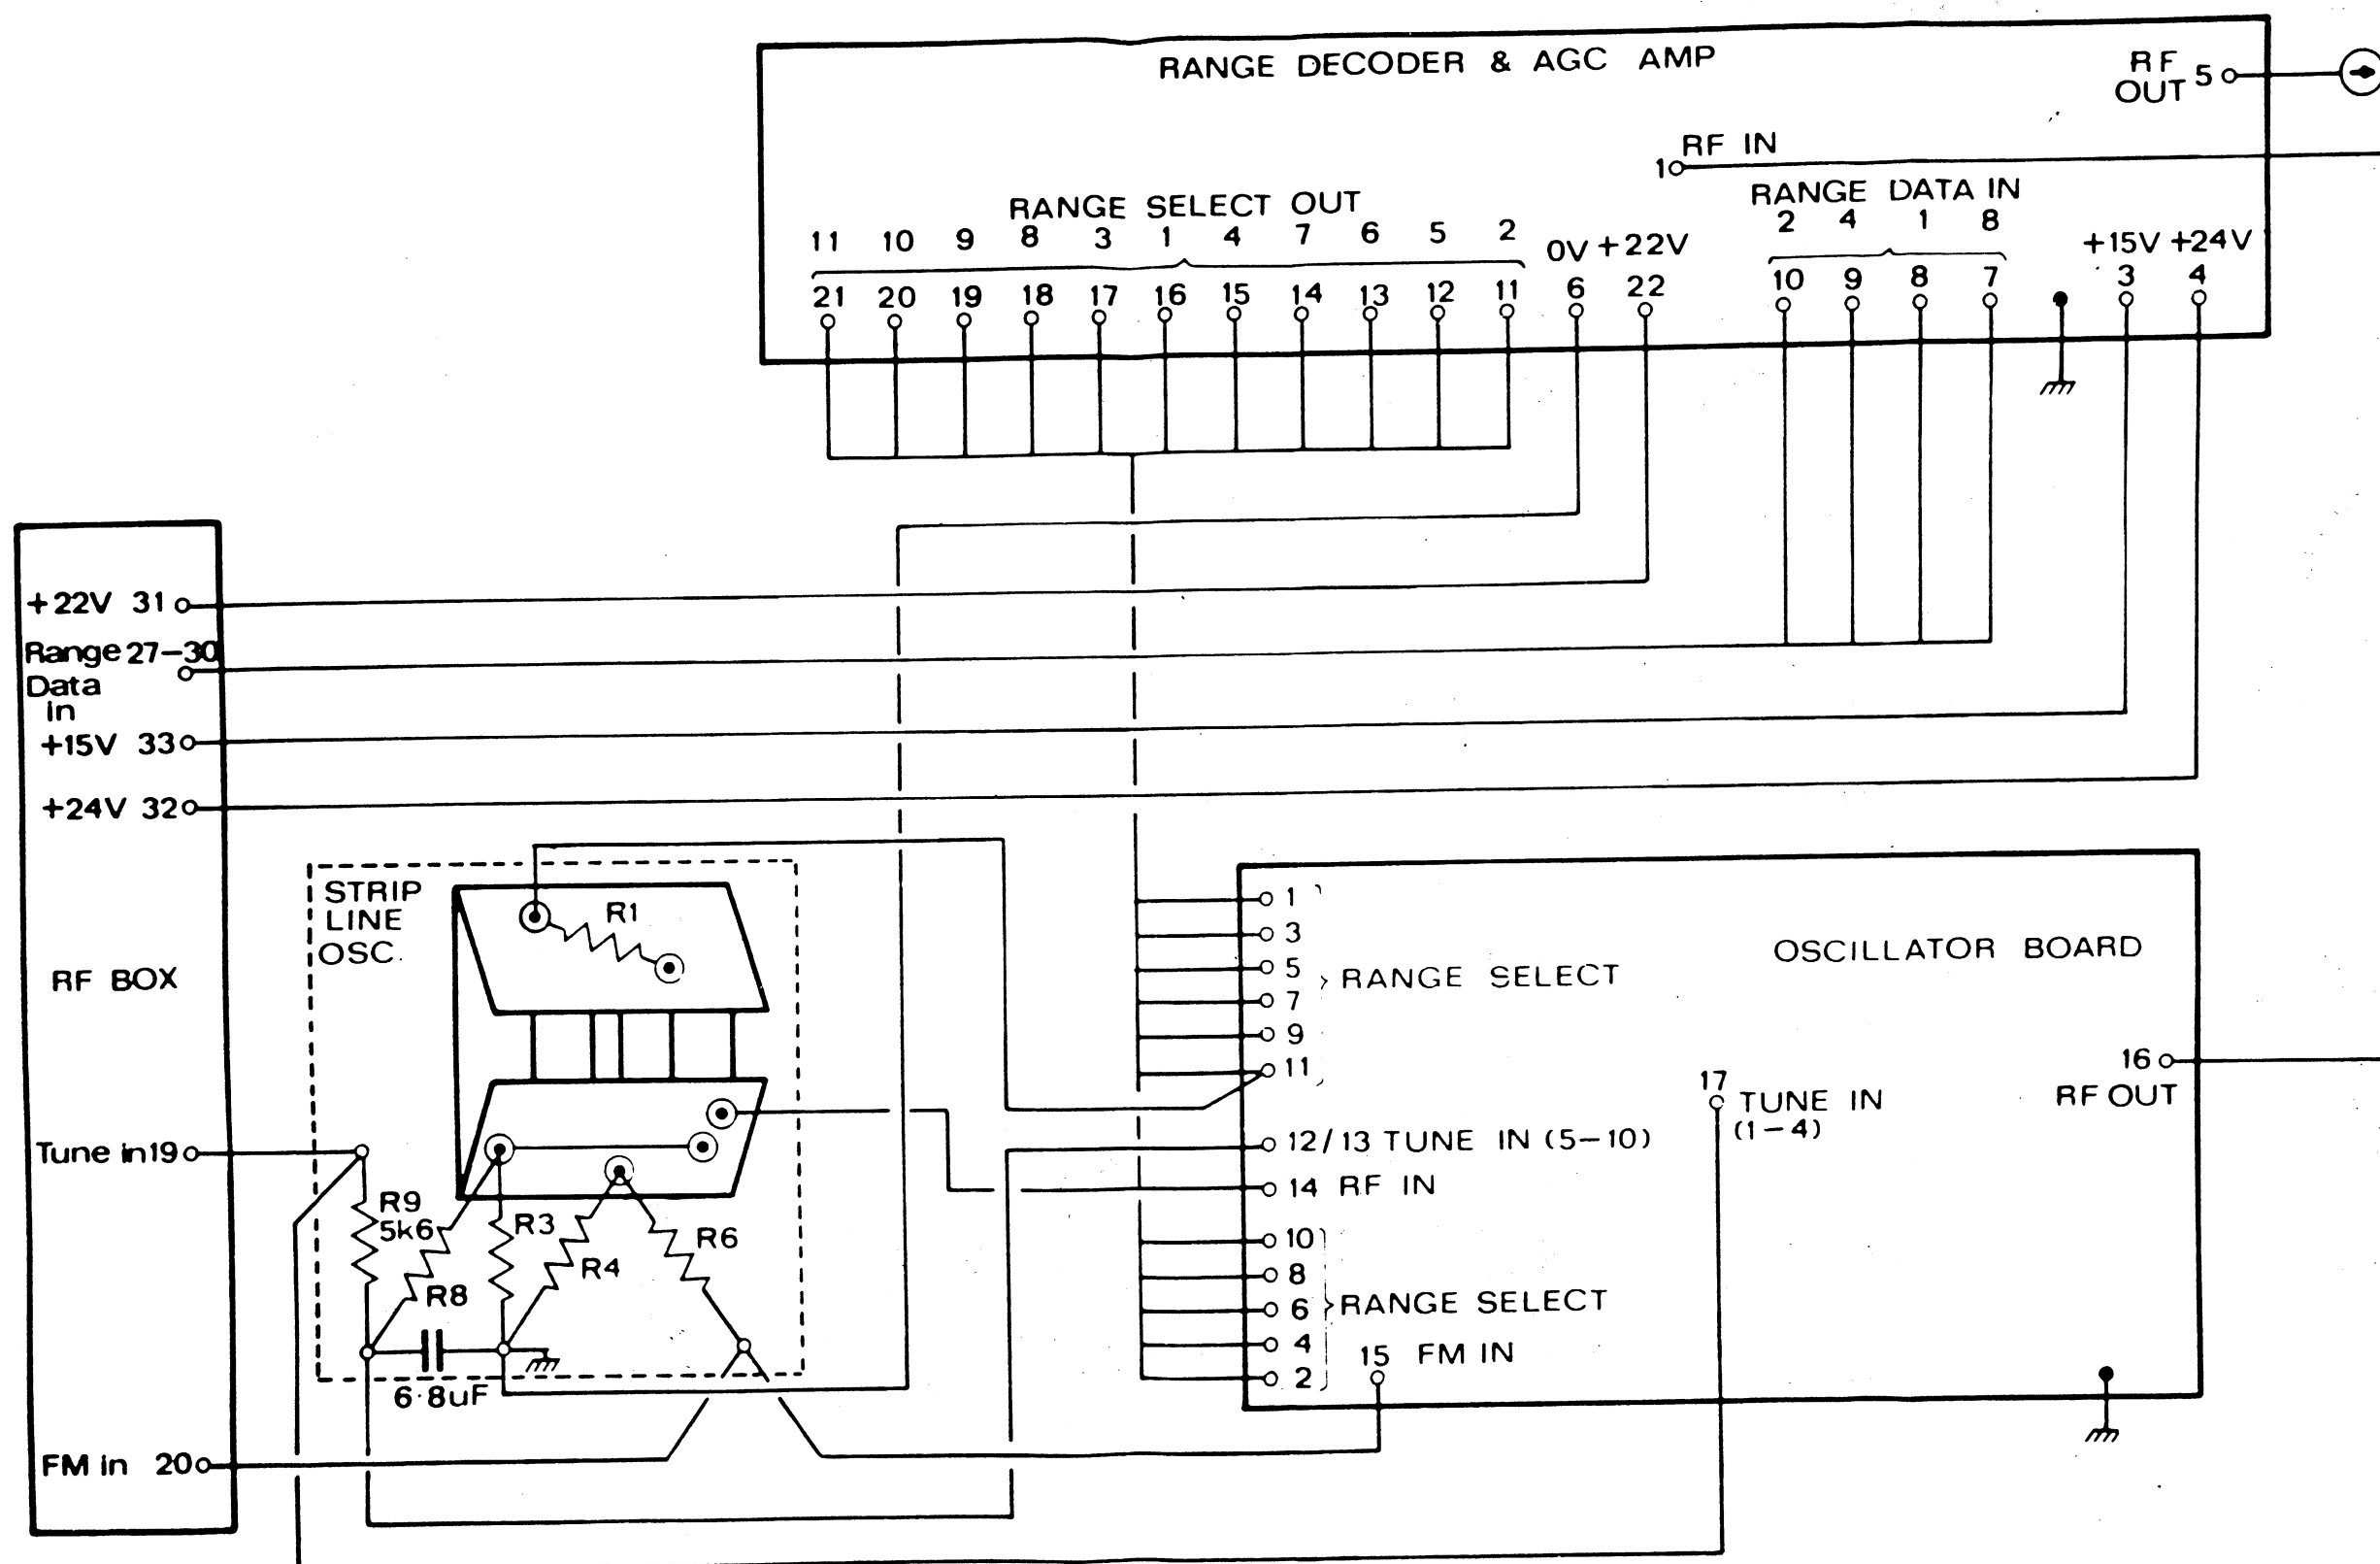 RANGE DECODER & AGC AMP
RF
OUT 5
RF IN
1
RANGE SELECT OUT
RANGE DATA IN
11 10 9 8 3 1 4 7 6 5 2
0V +22V
2 4 1 8
+15V +24V
21 20 19 18 17 16 15 14 13 12 11 6 22
10 9 8 7
3 4
+22V 31
Range 27-30
Data
in
+15V 33
+24V 32
RF BOX
Tune in 19
FM in 20
STRIP
LINE
OSC.
R1
R9
5k6
R8
R3
R4
R6
6.8uF
OSCILLATOR BOARD
1
3
5
7
9
11
RANGE SELECT
12/13 TUNE IN (5-10)
14 RF IN
10
8
6
4
2
RANGE SELECT
15 FM IN
17
TUNE IN
(1-4)
16
RF OUT